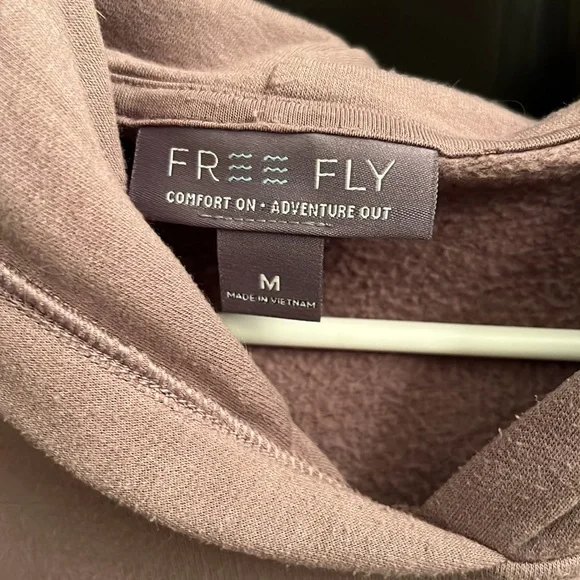 FREE FLY
COMFORT ON • ADVENTURE OUT
M
MADE IN VIETNAM